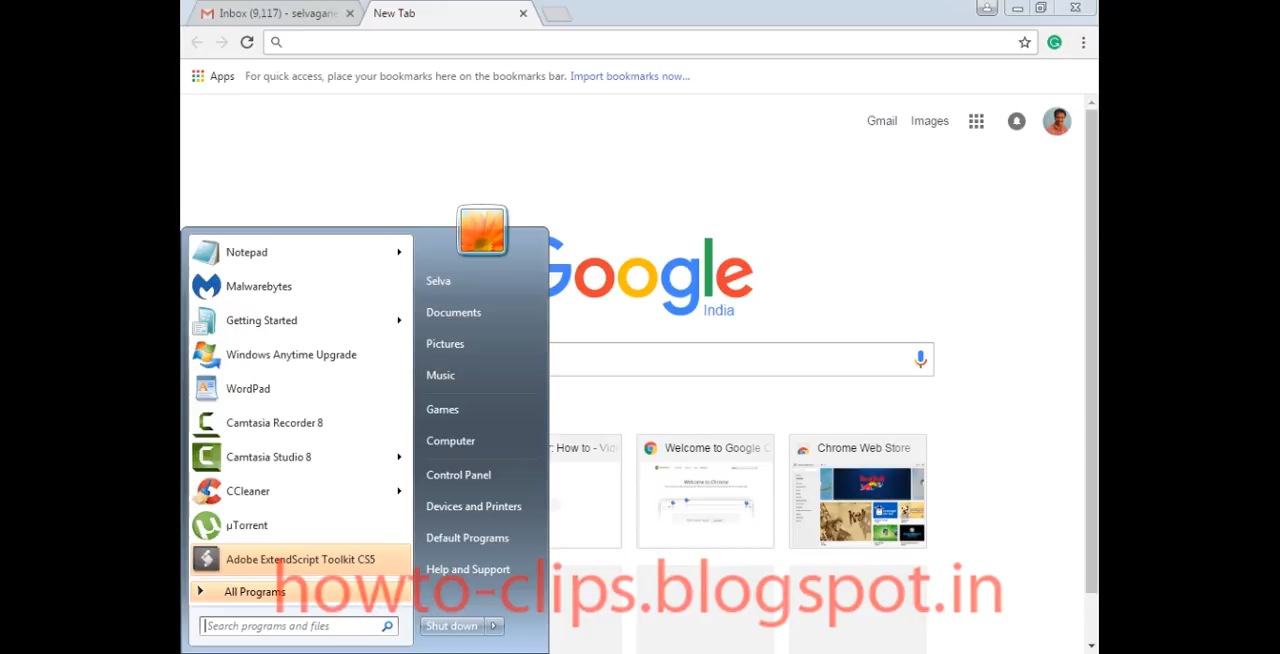 Inbox (9,117) - selvagane
New Tab
Apps
For quick access, place your bookmarks here on the bookmarks bar. Import bookmarks now...
Gmail
Images
Google
India
Notepad
Malwarebytes
Getting Started
Windows Anytime Upgrade
WordPad
Camtasia Recorder 8
Camtasia Studio 8
CCleaner
µTorrent
Adobe ExtendScript Toolkit CS5
All Programs
Search programs and files
Selva
Documents
Pictures
Music
Games
Computer
Control Panel
Devices and Printers
Default Programs
Help and Support
Shut down
r: How to - Vid
Welcome to Google C
Welcome to Chrome
Chrome Web Store
howto-clips.blogspot.in